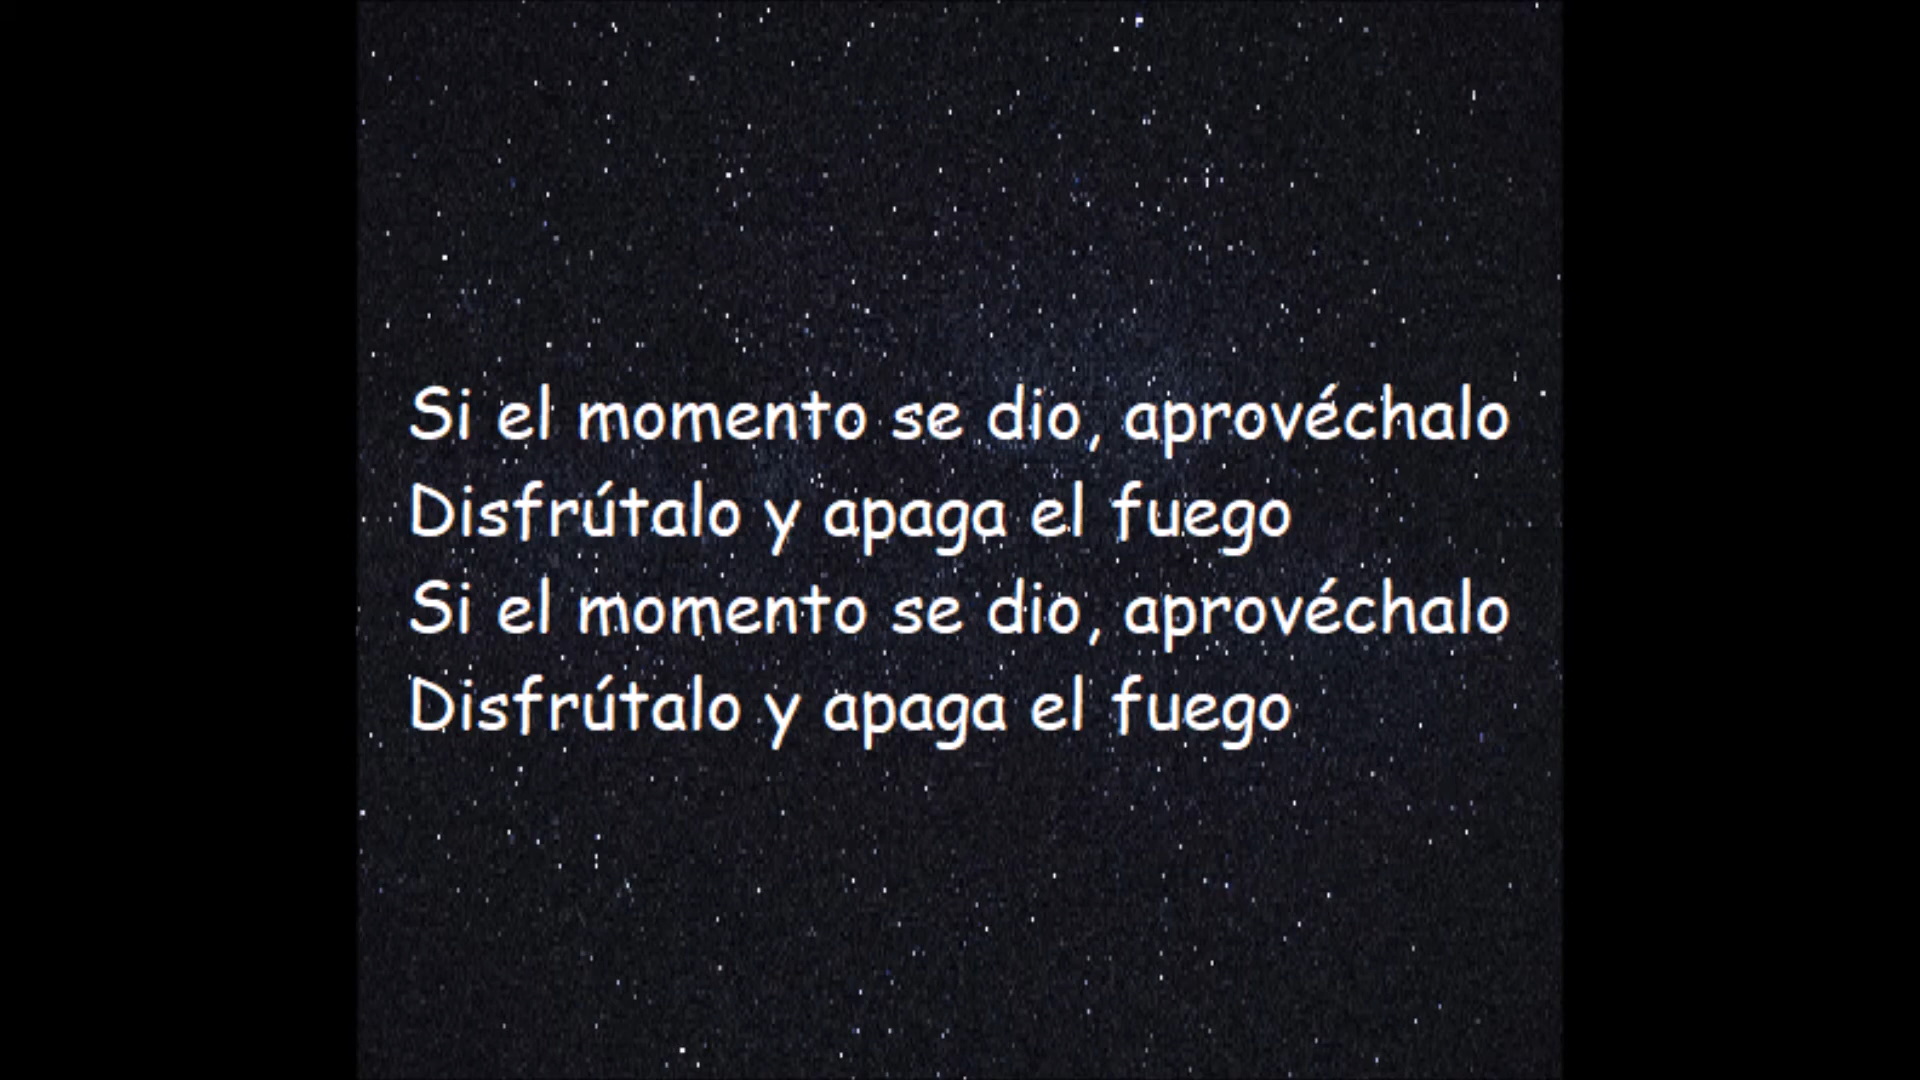 Si el momento se dio, aprovéchalo
Disfrútalo y apaga el fuego
Si el momento se dio, aprovéchalo
Disfrútalo y apaga el fuego